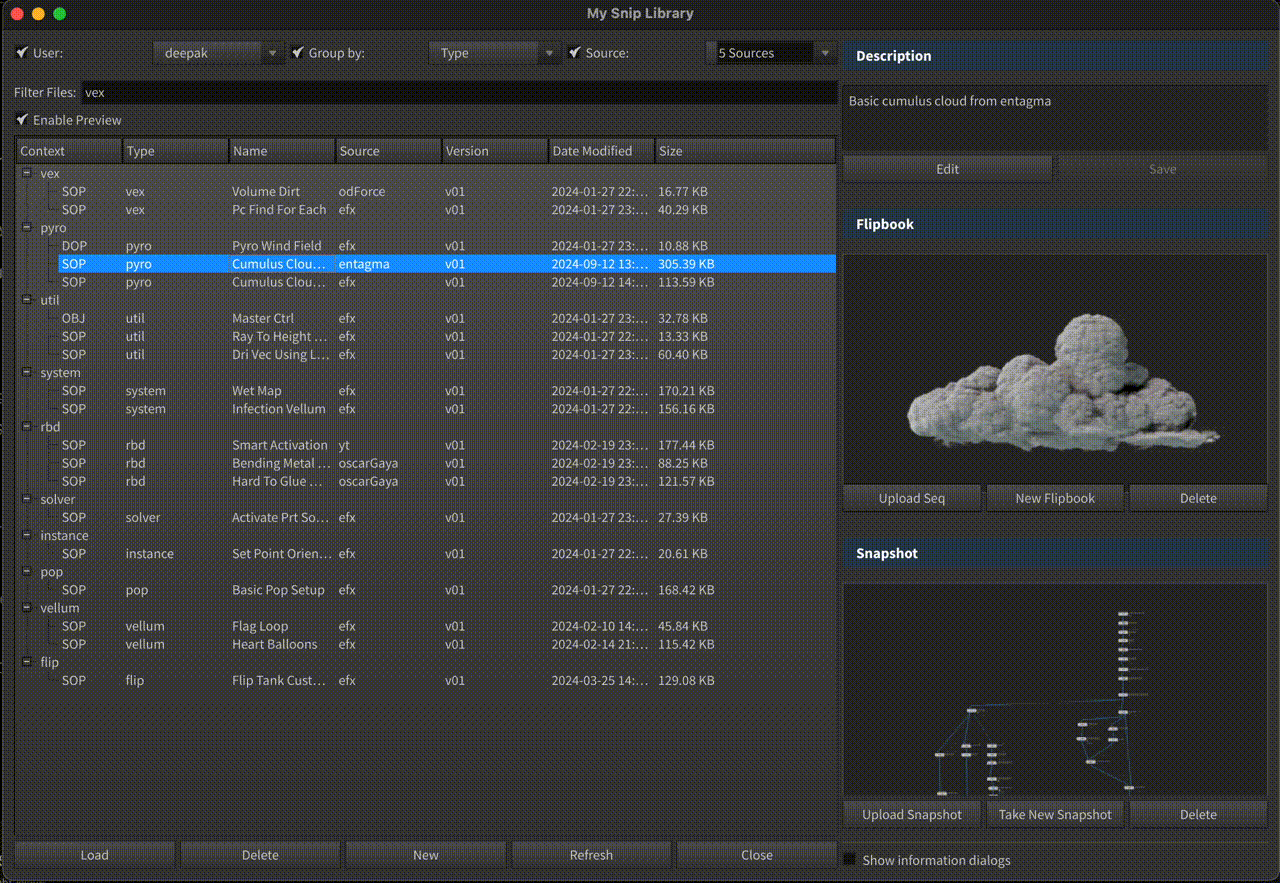 My Snip Library
User: deepak Group by: Type Source: 5 Sources
Filter Files: vex
Enable Preview
Context Type Name Source Version Date Modified Size
vex
SOP vex Volume Dirt odForce v01 2024-01-27 22:... 16.77 KB
SOP vex Pc Find For Each efx v01 2024-01-27 23:... 40.29 KB
pyro
DOP pyro Pyro Wind Field efx v01 2024-01-27 23:... 10.88 KB
SOP pyro Cumulus Clou... entagma v01 2024-09-12 13:... 305.39 KB
SOP pyro Cumulus Clou... efx v01 2024-09-12 14:... 113.59 KB
util
OBJ util Master Ctrl efx v01 2024-01-27 23:... 32.78 KB
SOP util Ray To Height ... efx v01 2024-01-27 22:... 13.33 KB
SOP util Dri Vec Using L... efx v01 2024-01-27 23:... 60.40 KB
system
SOP system Wet Map efx v01 2024-01-27 22:... 170.21 KB
SOP system Infection Vellum efx v01 2024-01-27 22:... 156.16 KB
rbd
SOP rbd Smart Activation yt v01 2024-02-19 23:... 177.44 KB
SOP rbd Bending Metal ... oscarGaya v01 2024-02-19 23:... 88.25 KB
SOP rbd Hard To Glue ... oscarGaya v01 2024-02-19 23:... 121.57 KB
solver
SOP solver Activate Prt So... efx v01 2024-01-27 23:... 27.39 KB
instance
SOP instance Set Point Orien... efx v01 2024-01-27 22:... 20.61 KB
pop
SOP pop Basic Pop Setup efx v01 2024-01-27 22:... 168.42 KB
vellum
SOP vellum Flag Loop efx v01 2024-02-10 14:... 45.84 KB
SOP vellum Heart Balloons efx v01 2024-02-14 21:... 115.42 KB
flip
SOP flip Flip Tank Cust... efx v01 2024-03-25 14:... 129.08 KB
Load Delete New Refresh Close
Description
Basic cumulus cloud from entagma
Edit Save
Flipbook
Upload Seq New Flipbook Delete
Snapshot
Upload Snapshot Take New Snapshot Delete
Show information dialogs